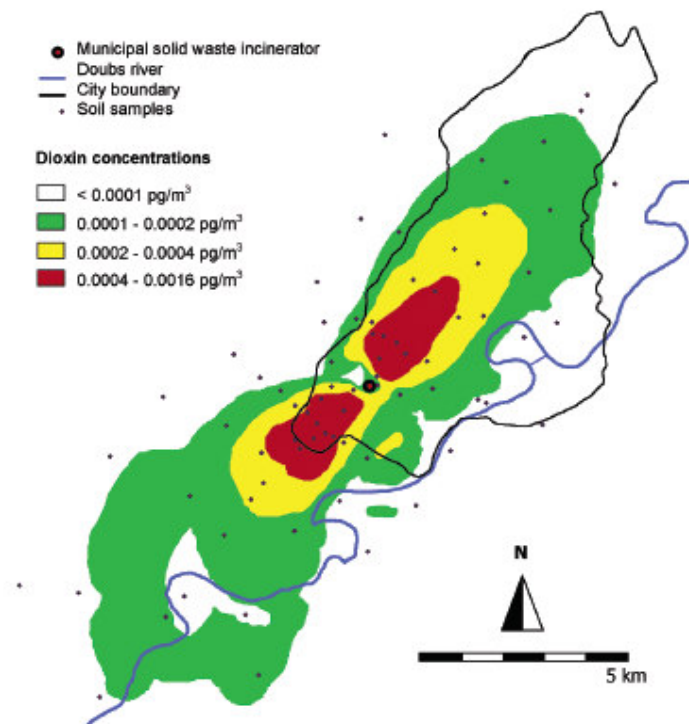 Municipal solid waste incinerator
Doubs river
City boundary
Soil samples
Dioxin concentrations
< 0.0001 pg/m³
0.0001 - 0.0002 pg/m³
0.0002 - 0.0004 pg/m³
0.0004 - 0.0016 pg/m³
N
5 km